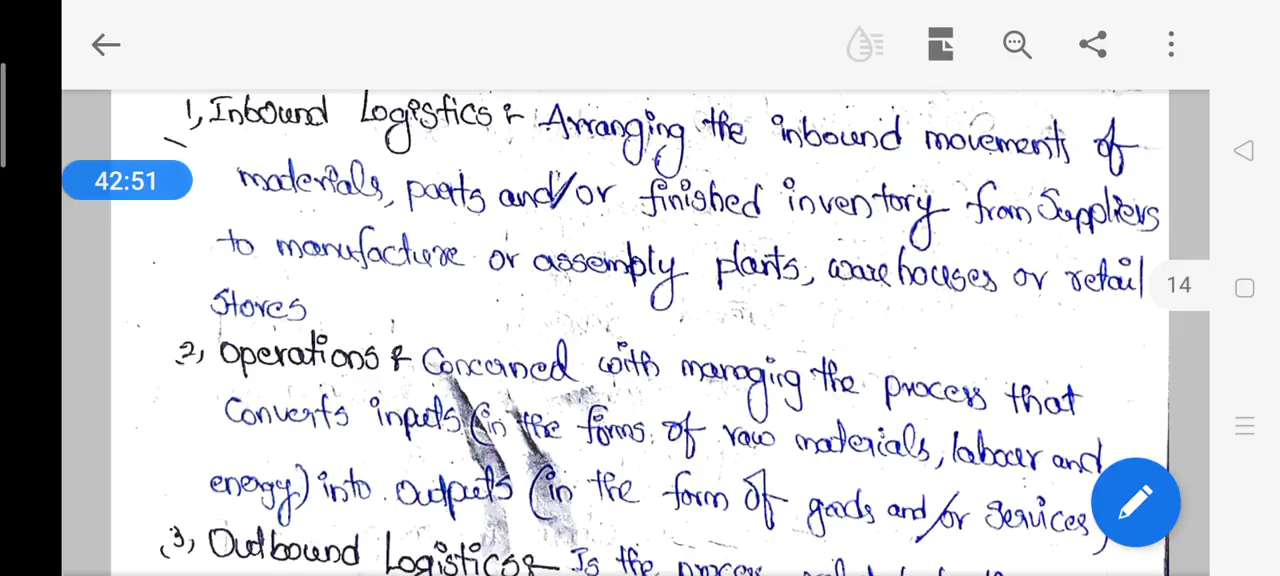 42:51
1, Inbound Logistics :- Arranging the inbound movements of
materials, parts and/or finished inventory from Suppliers
to manufacture or assembly plants, warehouses or retail
14
Stores
2, Operations :- Concerned with managing the process that
Converts inputs (in the forms of raw materials, labour and
energy) into outputs (in the form of goods and/or services)
(3, Outbound Logistics :- Is the process